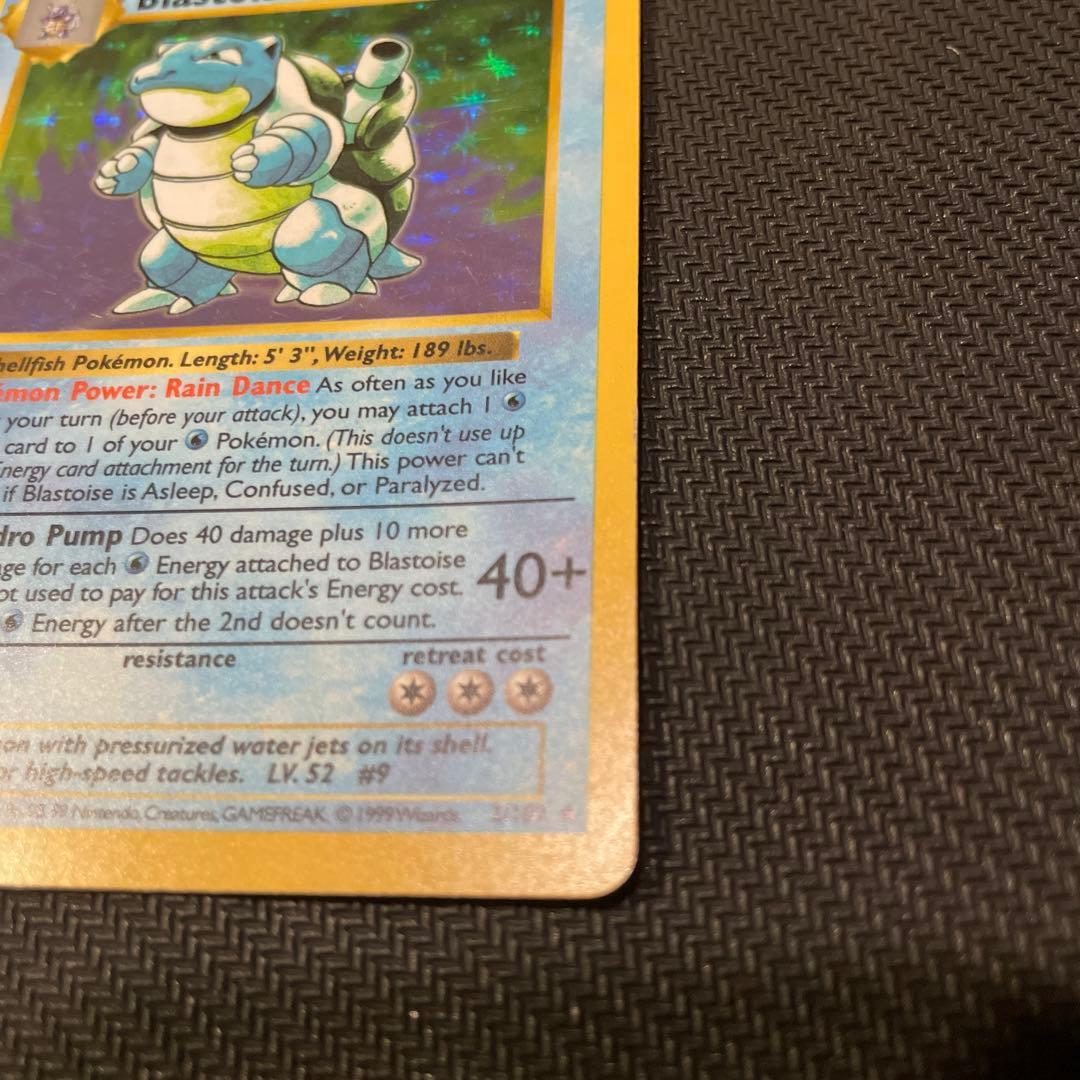 hellfish Pokémon. Length: 5' 3", Weight: 189 lbs.
émon Power: Rain Dance As often as you like
your turn (before your attack), you may attach 1
card to 1 of your Pokémon. (This doesn't use up
nergy card attachment for the turn.) This power can't
if Blastoise is Asleep, Confused, or Paralyzed.
dro Pump Does 40 damage plus 10 more
ge for each Energy attached to Blastoise
ot used to pay for this attack's Energy cost.
Energy after the 2nd doesn't count.
40+
resistance
retreat cost
on with pressurized water jets on its shell.
or high-speed tackles. LV. 52 #9
Nintendo, Creatures, GAMEFREAK. © 1999 Wizards.